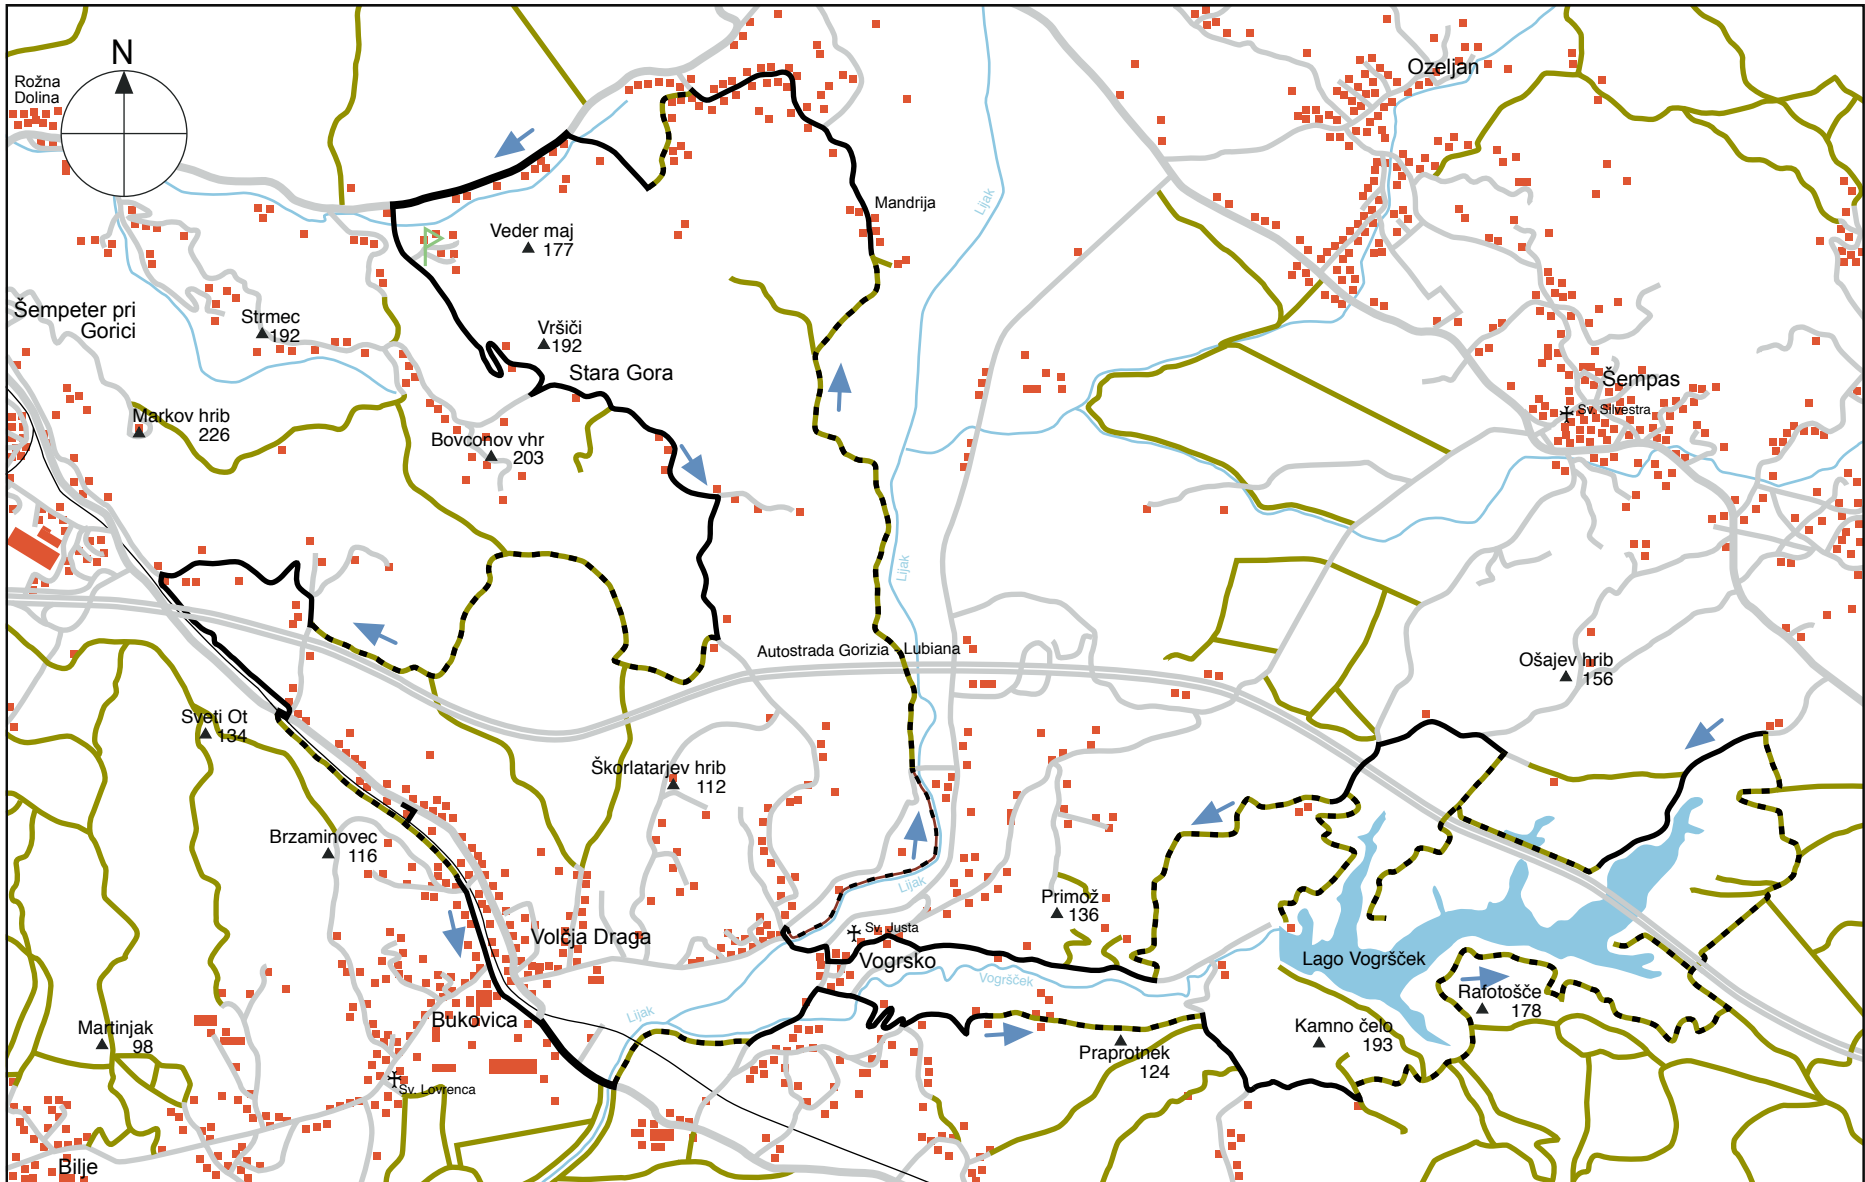 N
Rožna
Dolina
Ozeljan
Lijak
Mandrija
Veder maj
177
Šempeter pri
Gorici
Strmec
192
Vršiči
192
Stara Gora
Šempas
Sv. Silvestra
Markov hrib
226
Bovconov vhr
203
Lijak
Autostrada Gorizia - Lubiana
Ošajev hrib
156
Sveti Ot
134
Škorlatarjev hrib
112
Brzaminovec
116
Lijak
Primož
136
Volčja Draga
Sv. Justa
Vogrsko
Lago Vogršček
Vogršček
Rafotošče
178
Lijak
Bukovica
Martinjak
98
Kamno čelo
193
Praprotnek
124
Sv. Lovrenca
Bilje